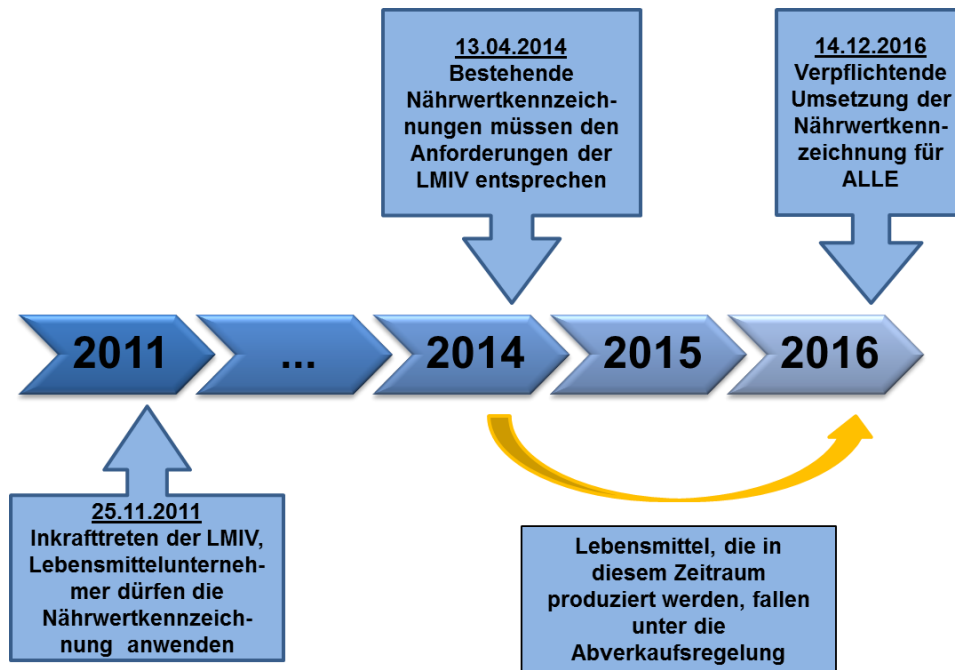 13.04.2014
Bestehende
Nährwertkennzeich-
nungen müssen den
Anforderungen der
LMIV entsprechen
14.12.2016
Verpflichtende
Umsetzung der
Nährwertkenn-
zeichnung für
ALLE
2011
...
2014
2015
2016
25.11.2011
Inkrafttreten der LMIV,
Lebensmittelunterneh-
mer dürfen die
Nährwertkennzeich-
nung anwenden
Lebensmittel, die in
diesem Zeitraum
produziert werden, fallen
unter die
Abverkaufsregelung